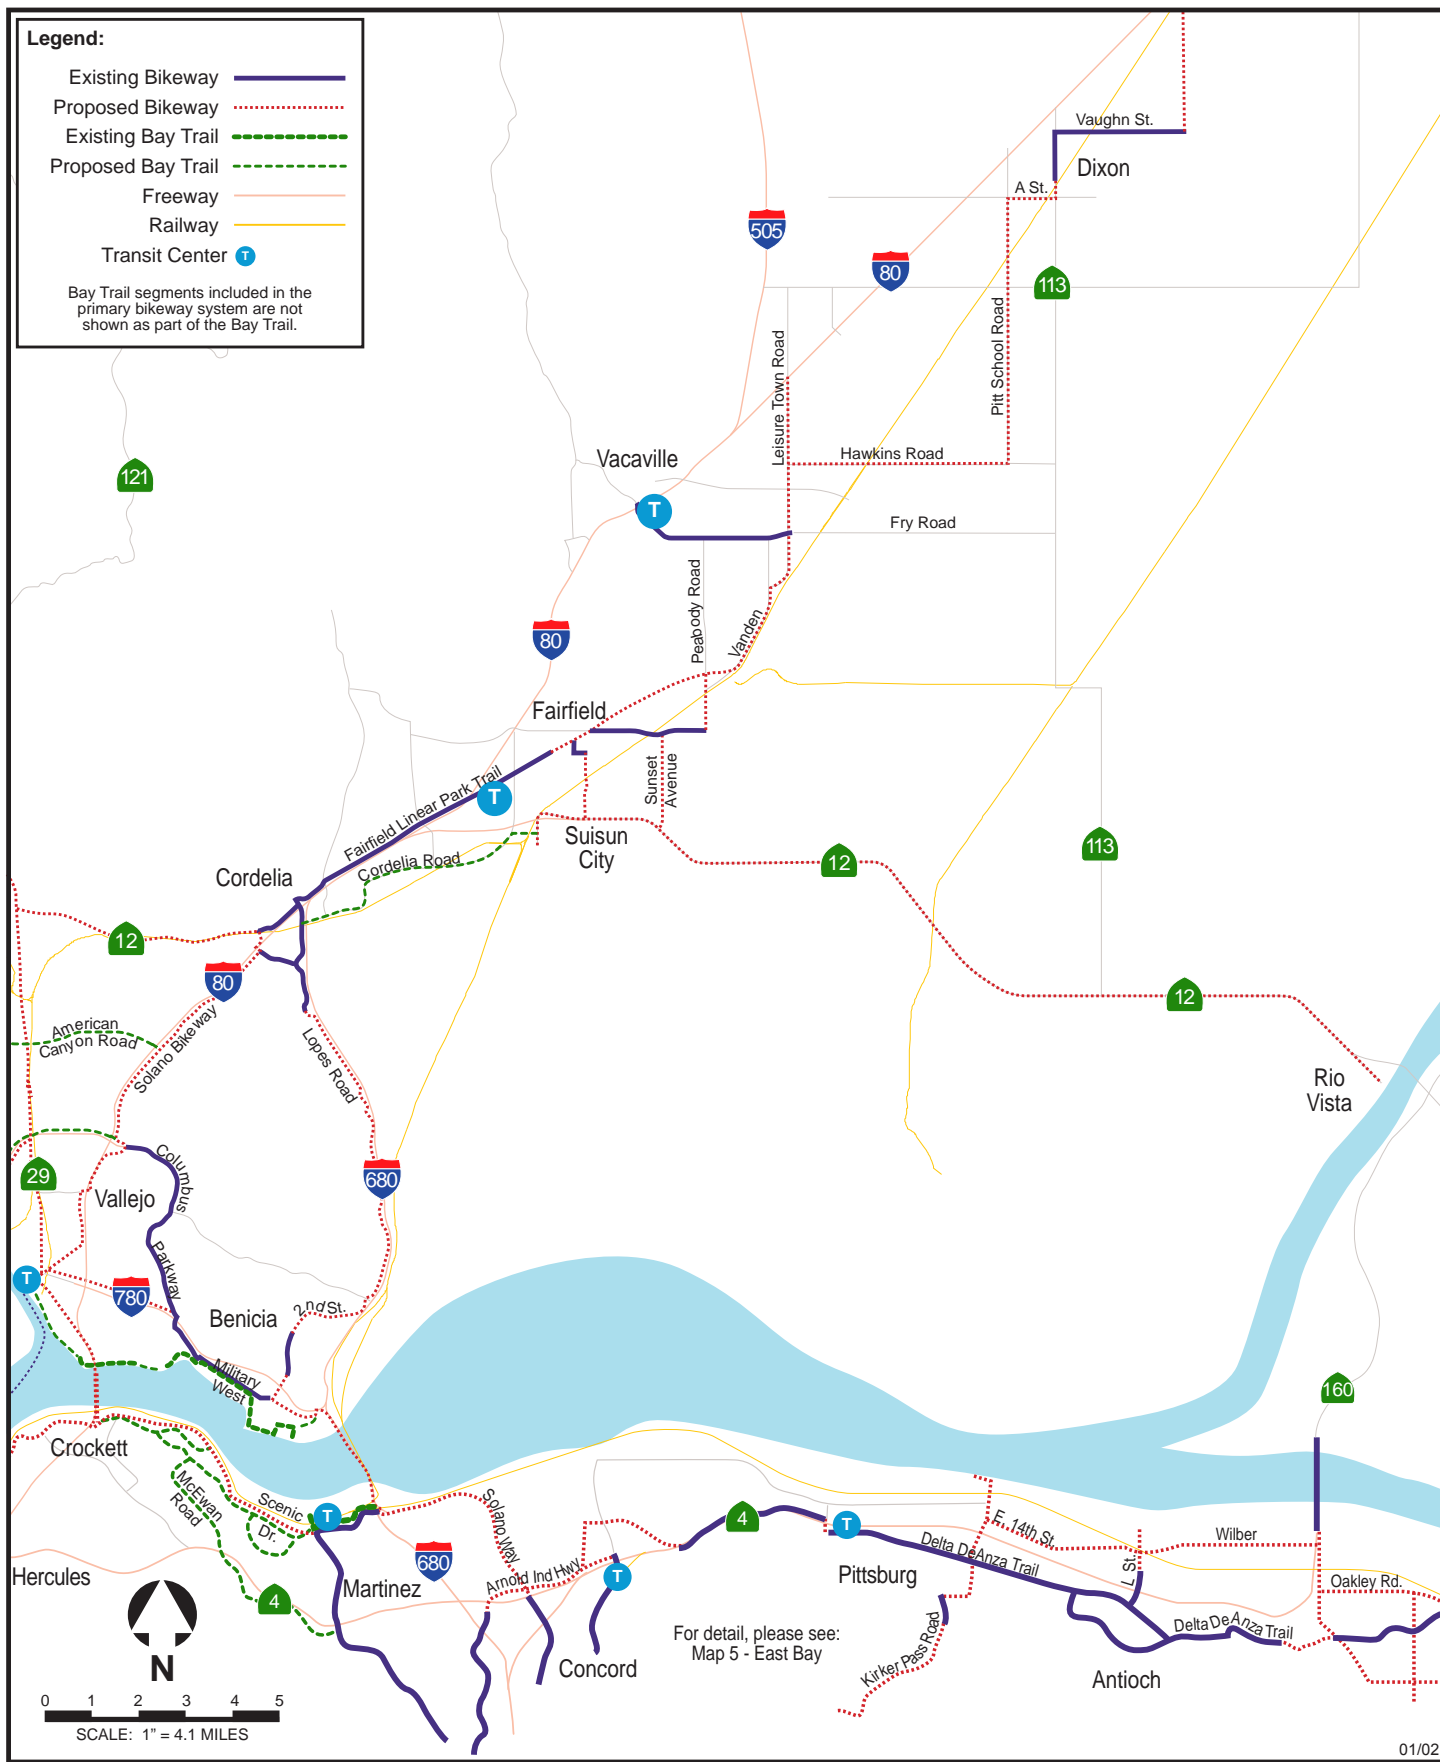 Legend:
Existing Bikeway
Proposed Bikeway
Existing Bay Trail
Proposed Bay Trail
Freeway
Railway
Transit Center T
Bay Trail segments included in the
primary bikeway system are not
shown as part of the Bay Trail.
Vaughn St.
Dixon
A St.
505
80
113
Leisure Town Road
Pitt School Road
121
Vacaville
Hawkins Road
T
Fry Road
Peabody Road
Vanden
80
Fairfield
Sunset
Avenue
Fairfield Linear Park Trail
T
Suisun
City
Cordelia Road
12
113
Cordelia
12
80
12
American
Canyon Road
Solano Bikeway
Lopes Road
Rio
Vista
29
Columbus
Parkway
680
Vallejo
T
780
Benicia
2nd St.
Military
West
160
Crockett
McEwan
Road
Scenic
Dr.
T
Solano Way
4
T
E. 14th St.
Wilber
Delta DeAnza Trail
L St.
Hercules
680
Arnold Ind Hwy
T
Pittsburg
Oakley Rd.
4
Martinez
Delta De Anza Trail
Kirker Pass Road
For detail, please see:
Map 5 - East Bay
Concord
Antioch
N
0 1 2 3 4 5
SCALE: 1" = 4.1 MILES
01/02